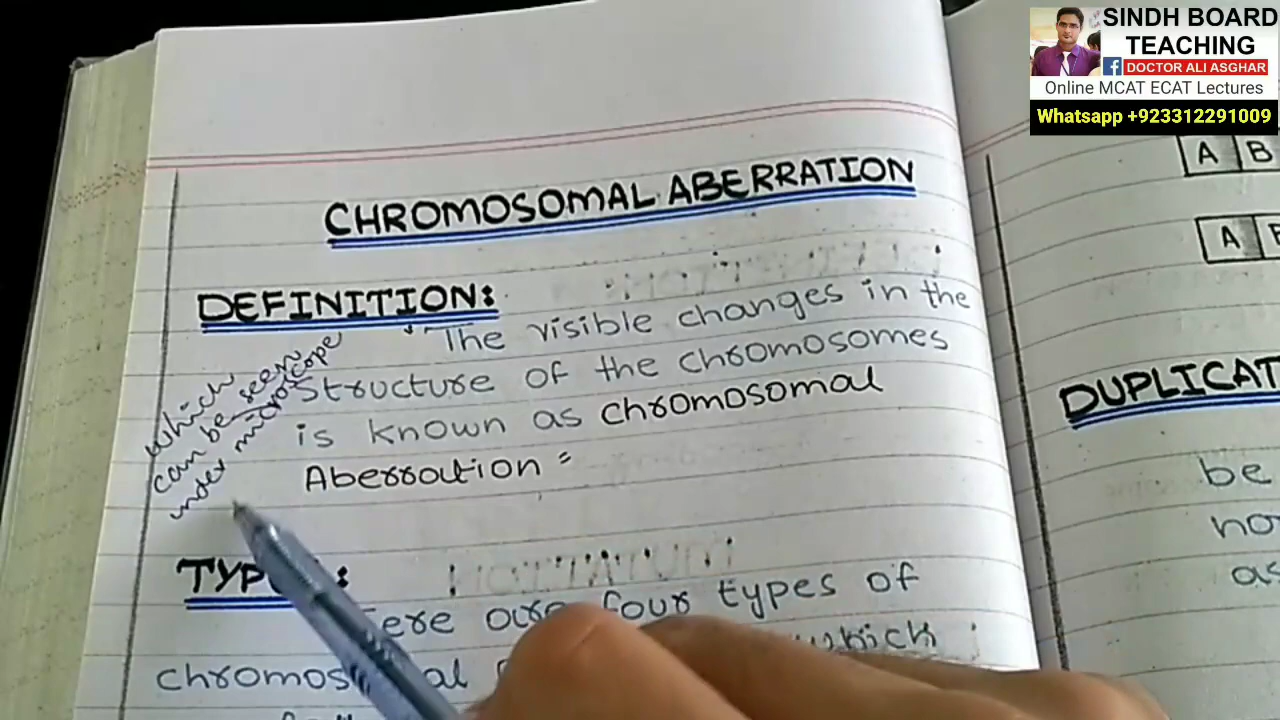 SINDH BOARD
TEACHING
f DOCTOR ALI ASGHAR
Online MCAT ECAT Lectures
Whatsapp +923312291009
CHROMOSOMAL ABERRATION
DEFINITION:
"The visible changes in the
Structure of the chromosomes
is known as chromosomal
Aberration"
which
can be seen
under microscope
four types of
which
A B
A
DUPLICAT
be
as